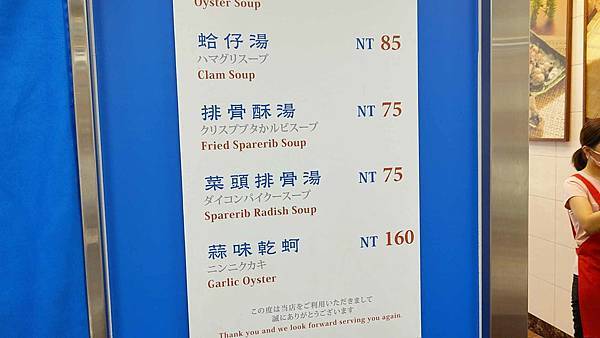 Oyster Soup
蛤仔湯 NT 85
ハマグリスープ
Clam Soup
排骨酥湯 NT 75
クリスプブタかルビスープ
Fried Sparerib Soup
菜頭排骨湯 NT 75
ダイコンパイクースープ
Sparerib Radish Soup
蒜味乾蚵 NT 160
ニンニクカキ
Garlic Oyster
この度は当店をご利用いただきまして
誠にありがとうございます
Thank you and we look forward serving you again.